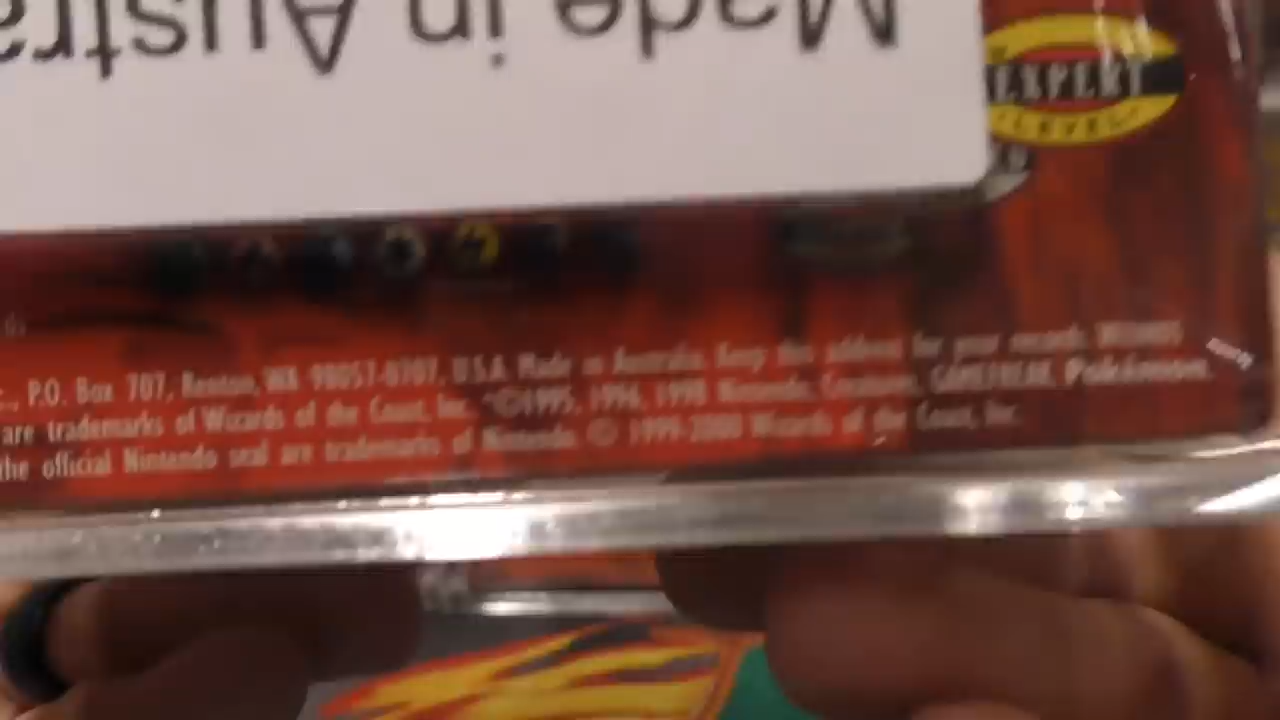 Made in Austra
EXPERT
LEVEL
., P.O. Box 707, Renton, WA 98057-0707, U.S.A. Made in Australia. Keep this address for your records. Wizards
are trademarks of Wizards of the Coast, Inc. ©1995, 1996, 1998 Nintendo, Creatures, GAMEFREAK. Pokémon,
the official Nintendo seal are trademarks of Nintendo. © 1999-2000 Wizards of the Coast, Inc.